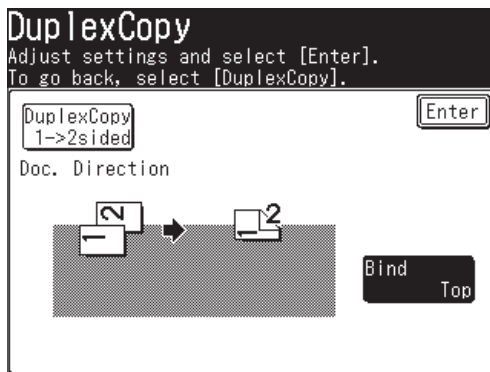 DuplexCopy
Adjust settings and select [Enter].
To go back, select [DuplexCopy].
DuplexCopy
1->2sided
Enter
Doc. Direction
2
1
2
1
Bind
Top